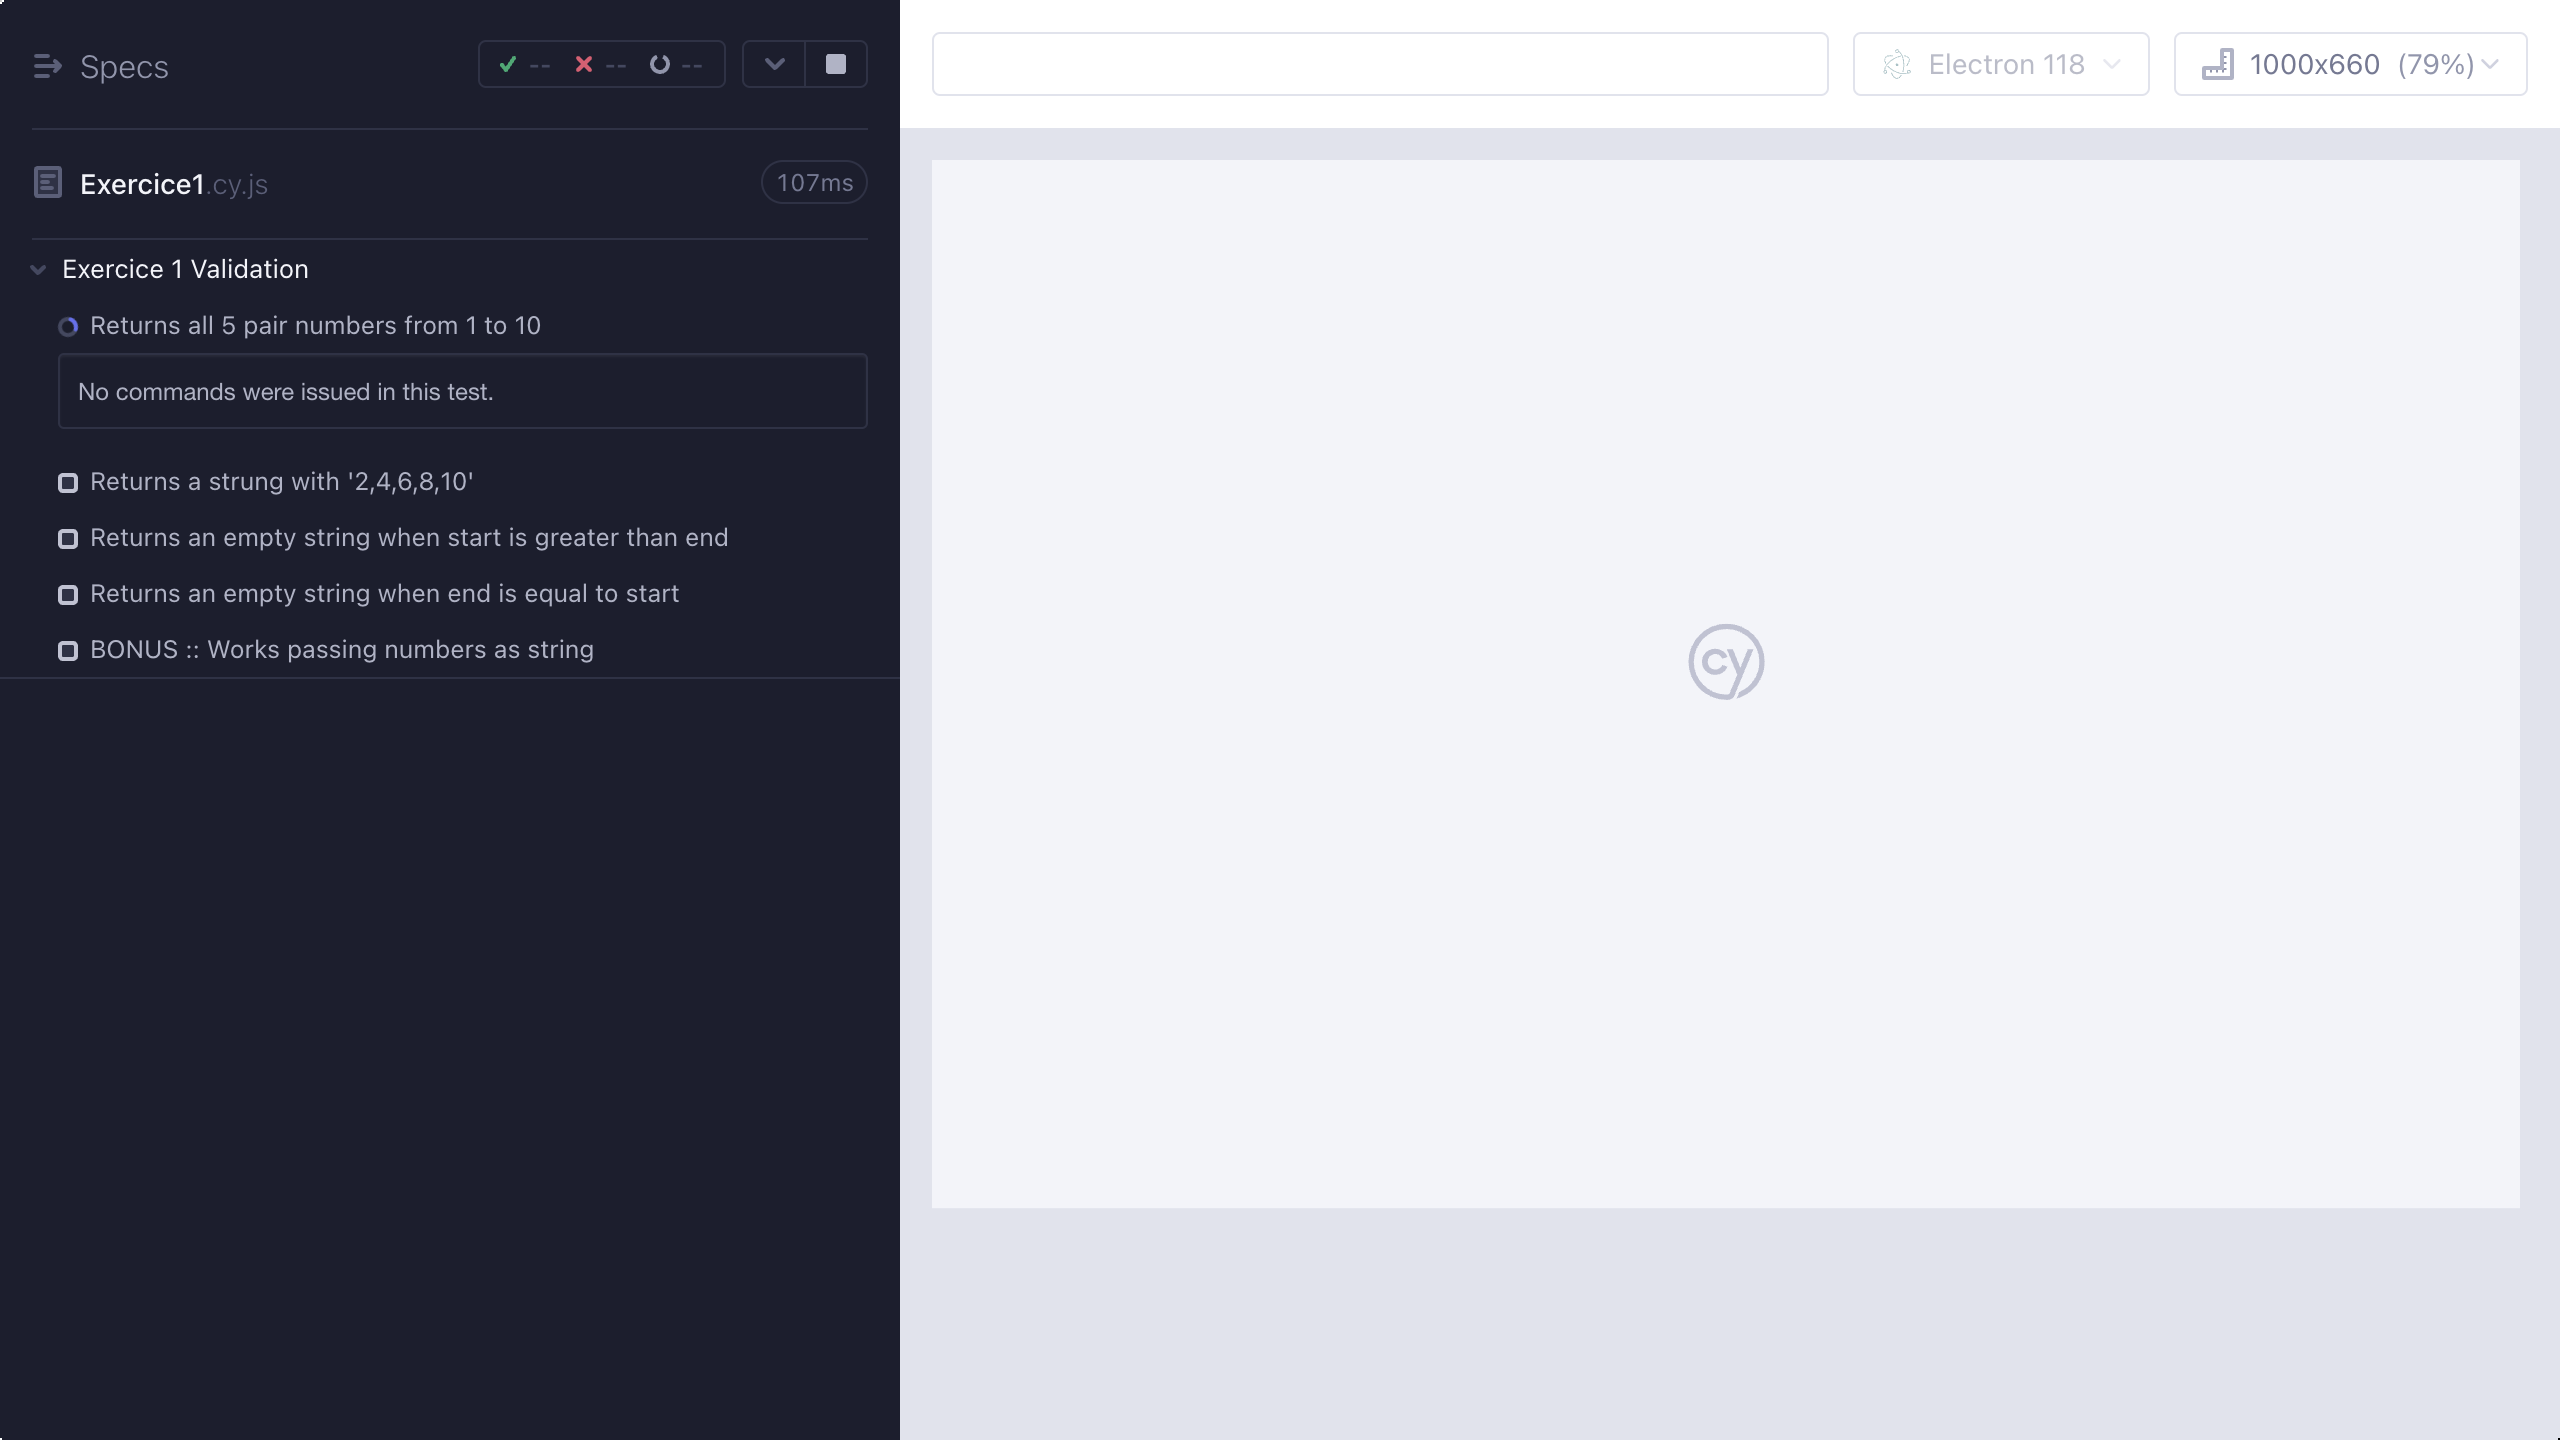 Specs
-- -- --
Electron 118
1000x660 (79%)
Exercice1.cy.js
107ms
Exercice 1 Validation
Returns all 5 pair numbers from 1 to 10
No commands were issued in this test.
Returns a strung with '2,4,6,8,10'
Returns an empty string when start is greater than end
Returns an empty string when end is equal to start
BONUS :: Works passing numbers as string
cy